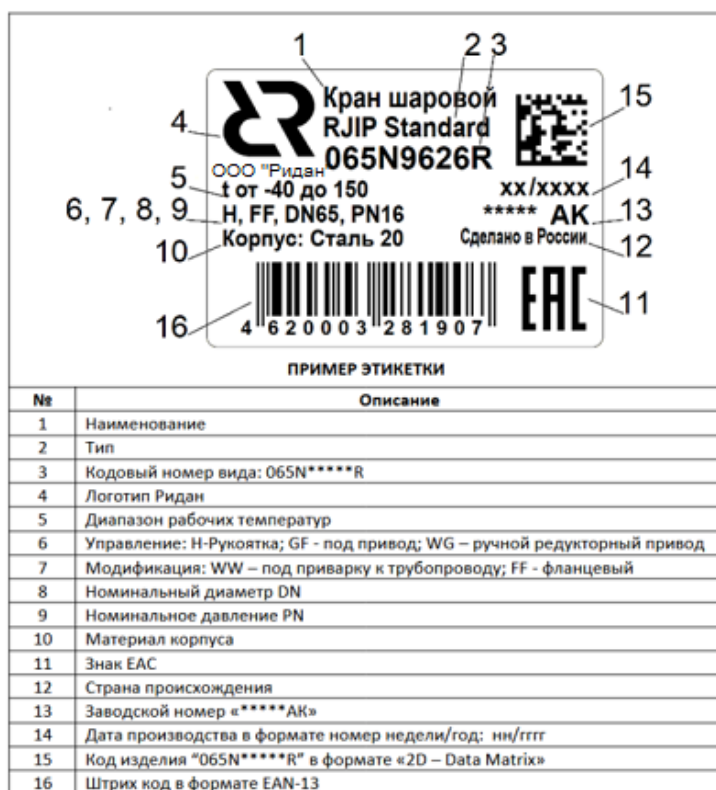 1
2 3
Кран шаровой
RJIP Standard
065N9626R
15
4
ООО "Ридан
5
t от -40 до 150
xx/xxxx
14
6, 7, 8, 9
H, FF, DN65, PN16
***** АК
13
10
Корпус: Сталь 20
Сделано в России
12
EAC
11
16
4 620003 281907
ПРИМЕР ЭТИКЕТКИ
№ Описание
1 Наименование
2 Тип
3 Кодовый номер вида: 065N*****R
4 Логотип Ридан
5 Диапазон рабочих температур
6 Управление: H-Рукоятка; GF - под привод; WG – ручной редукторный привод
7 Модификация: WW – под приварку к трубопроводу; FF - фланцевый
8 Номинальный диаметр DN
9 Номинальное давление PN
10 Материал корпуса
11 Знак ЕАС
12 Страна происхождения
13 Заводской номер «*****АК»
14 Дата производства в формате номер недели/год: нн/гггг
15 Код изделия “065N*****R” в формате «2D – Data Matrix»
16 Штрих код в формате EAN-13